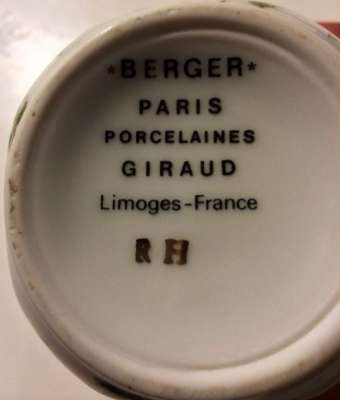 *BERGER*
PARIS
PORCELAINES
GIRAUD
Limoges-France
RH